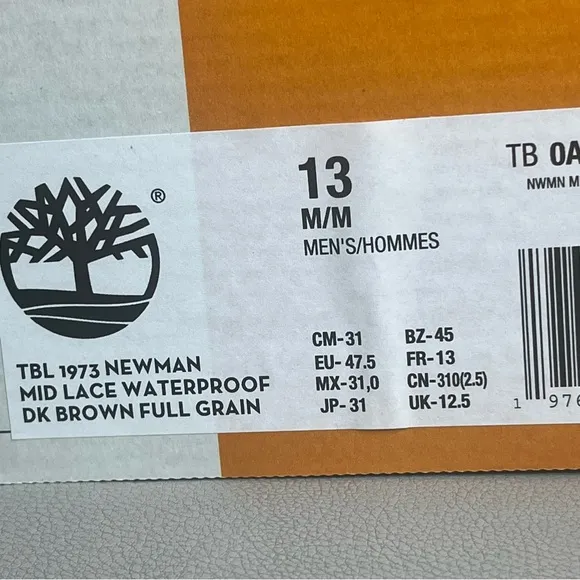 ®
13
M/M
MEN'S/HOMMES
TB 0A
NWMN M
TBL 1973 NEWMAN
MID LACE WATERPROOF
DK BROWN FULL GRAIN
CM-31 BZ-45
EU-47.5 FR-13
MX-31,0 CN-310(2.5)
JP-31 UK-12.5
1 976